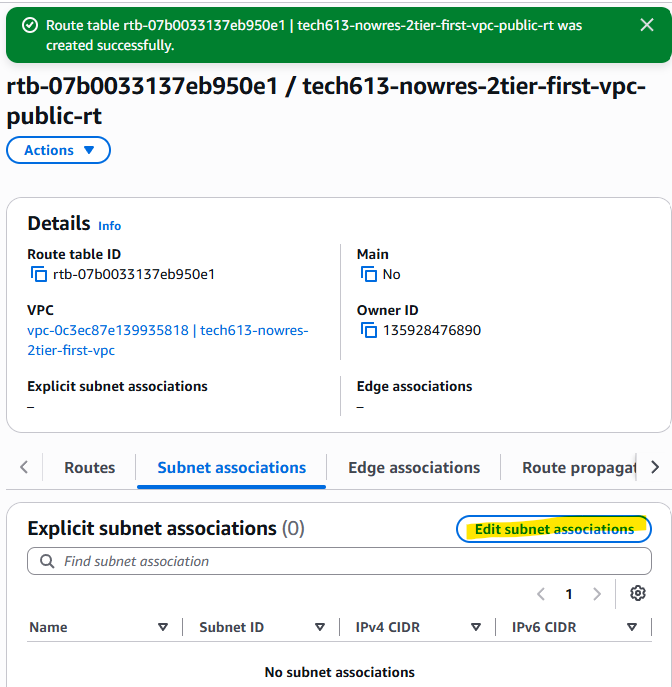 Route table rtb-07b0033137eb950e1 | tech613-nowres-2tier-first-vpc-public-rt was
created successfully.
rtb-07b0033137eb950e1 / tech613-nowres-2tier-first-vpc-
public-rt
Actions
Details Info
Route table ID
rtb-07b0033137eb950e1
Main
No
VPC
vpc-0c3ec87e139935818 | tech613-nowres-
2tier-first-vpc
Owner ID
135928476890
Explicit subnet associations
–
Edge associations
–
Routes Subnet associations Edge associations Route propagat
Explicit subnet associations (0) Edit subnet associations
Find subnet association
1
Name Subnet ID IPv4 CIDR IPv6 CIDR
No subnet associations